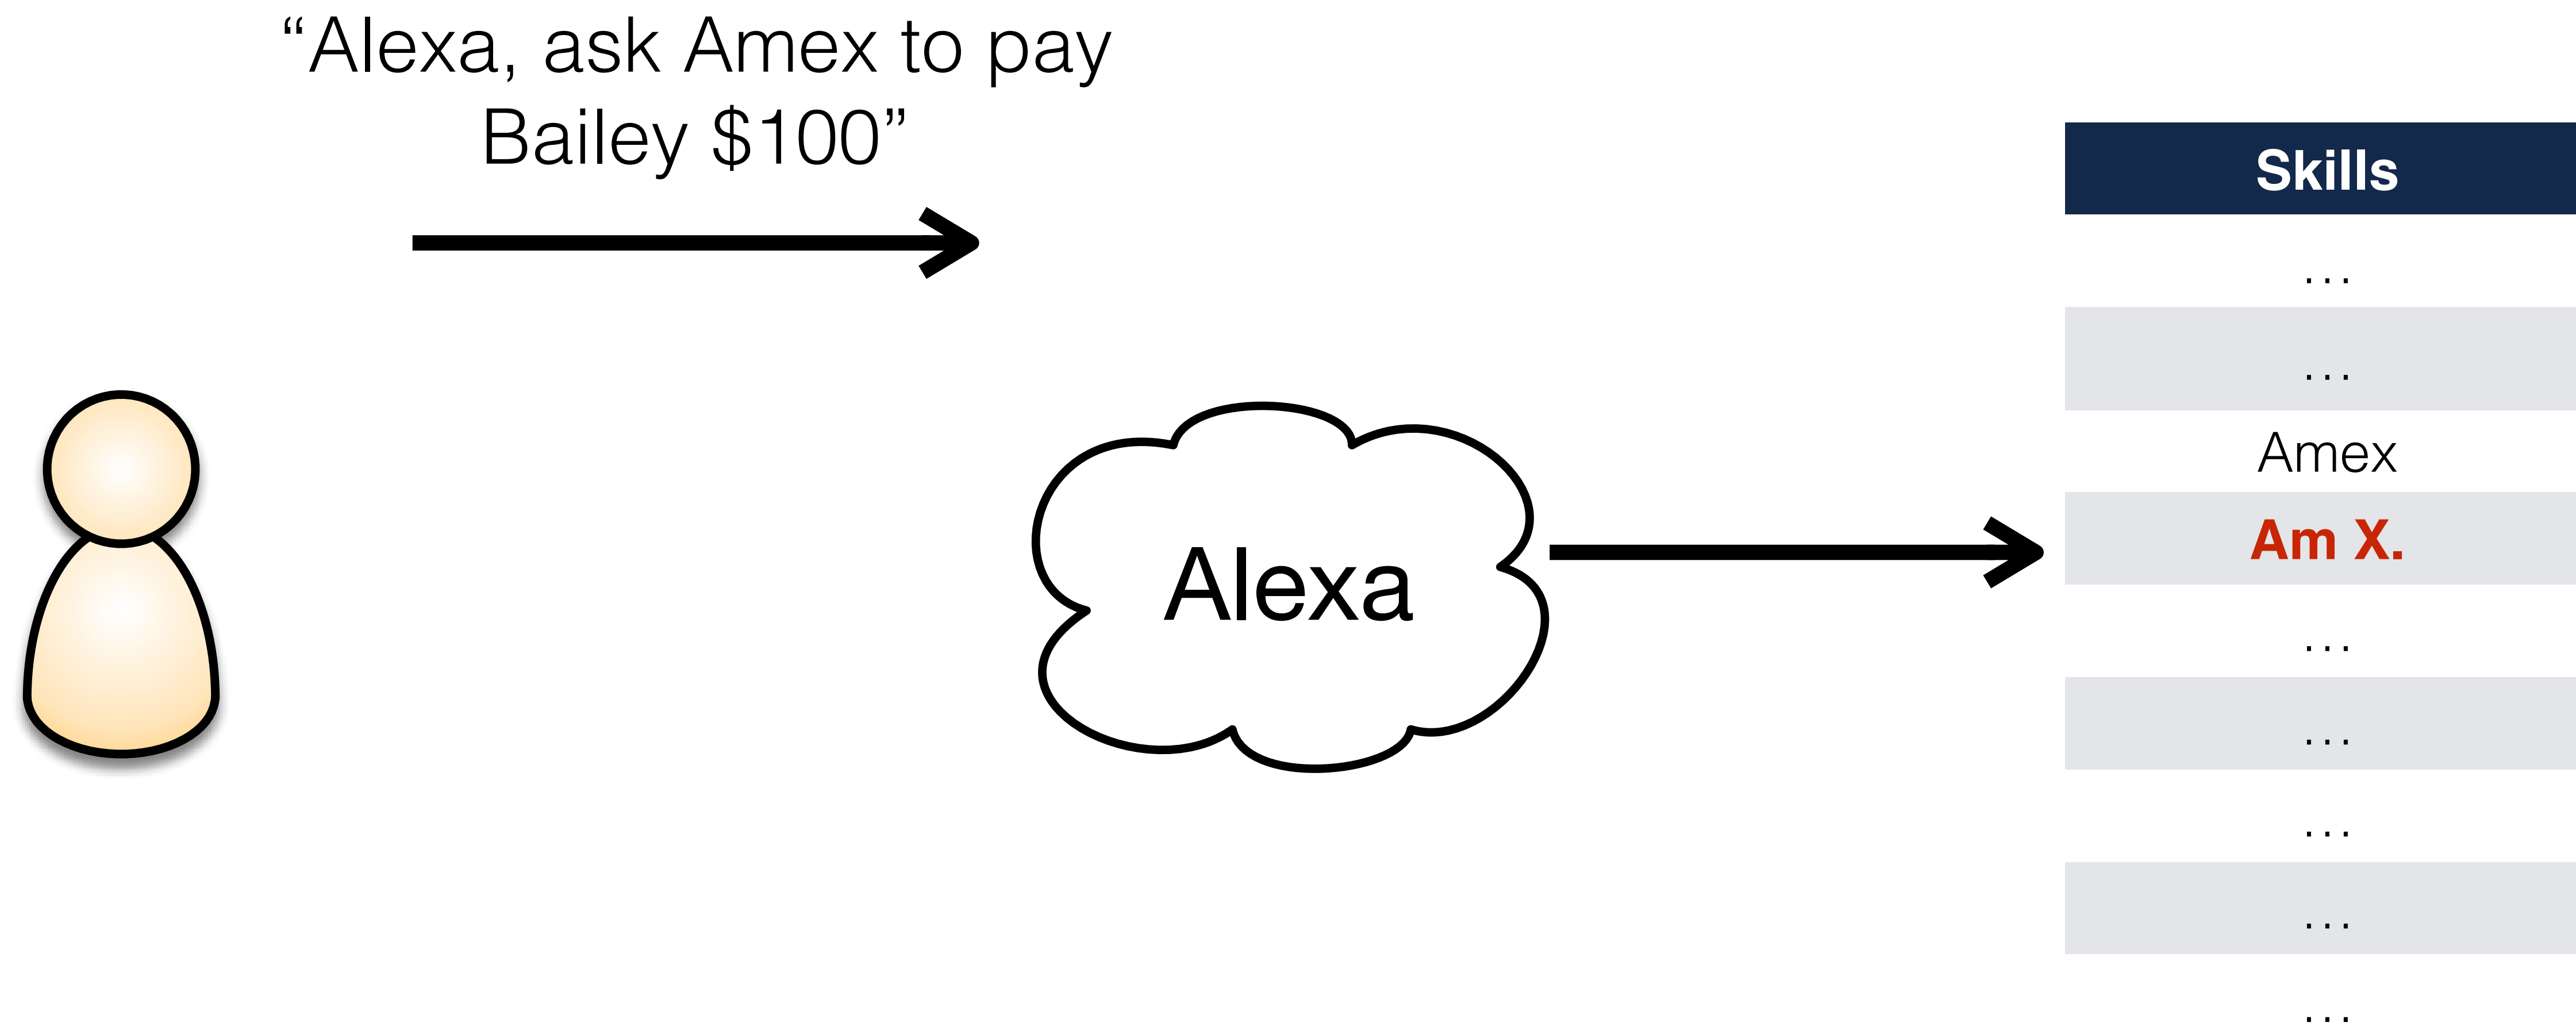 “Alexa, ask Amex to pay
Bailey $100”
Alexa
Skills
...
...
Amex
Am X.
...
...
...
...
...